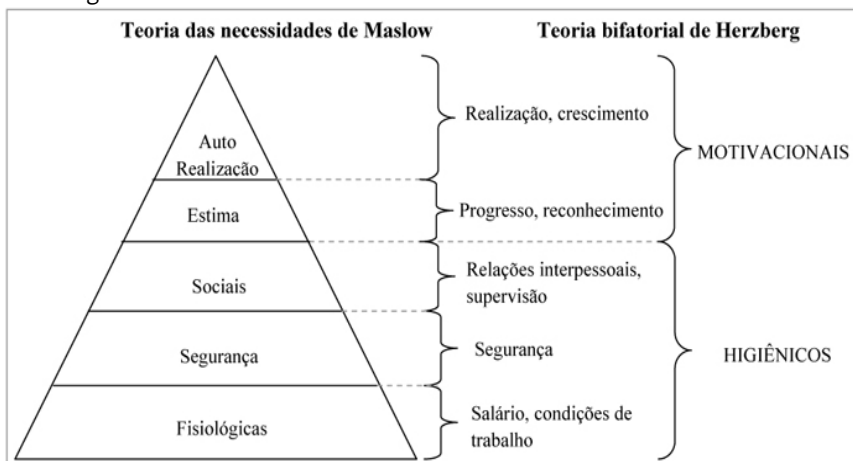 Teoria das necessidades de Maslow
Teoria bifatorial de Herzberg
Auto
Realização
Estima
Sociais
Segurança
Fisiológicas
Realização, crescimento
Progresso, reconhecimento
Relações interpessoais,
supervisão
Segurança
Salário, condições de
trabalho
MOTIVACIONAIS
HIGIÊNICOS